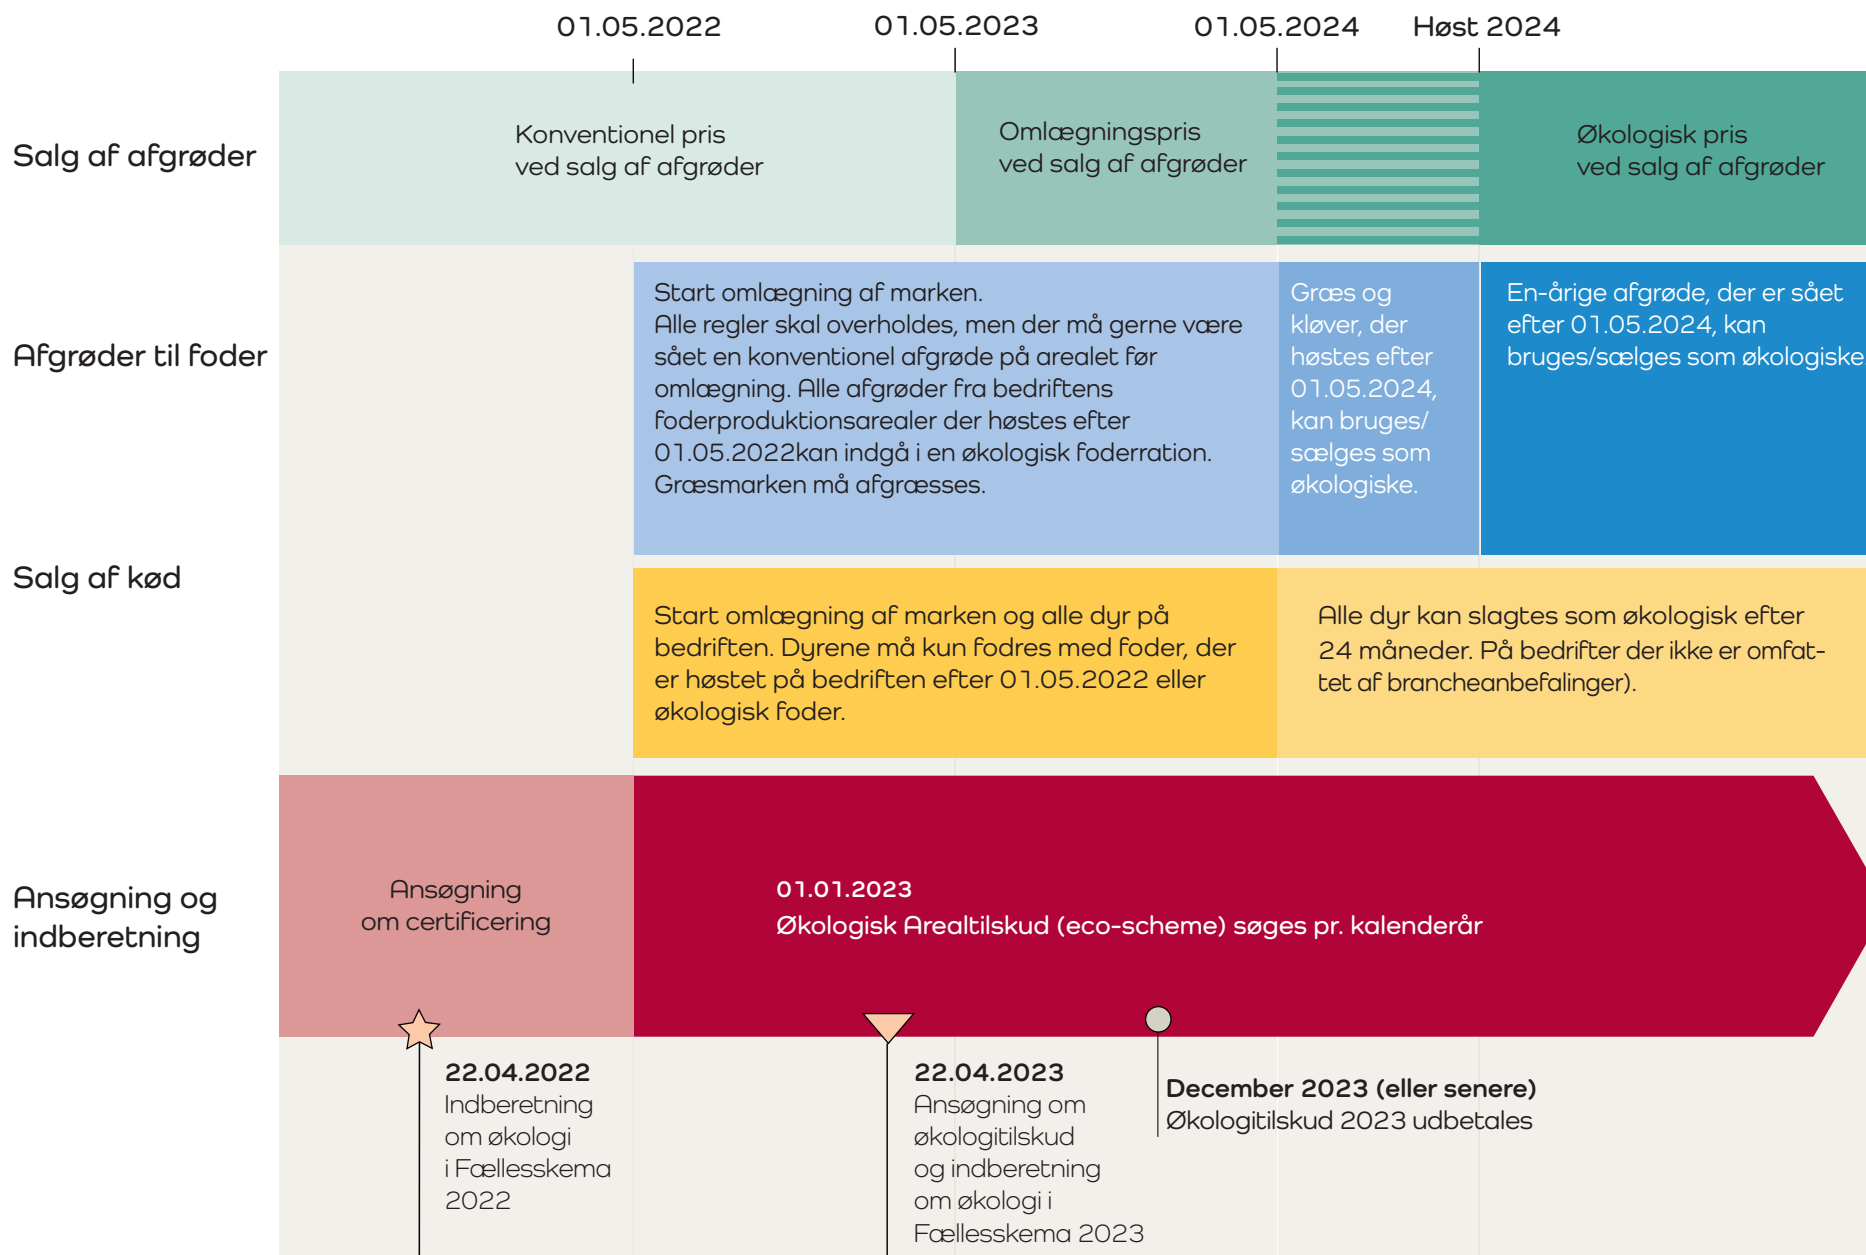 01.05.2022
01.05.2023
01.05.2024
Høst 2024
Salg af afgrøder
Konventionel pris
ved salg af afgrøder
Omlægningspris
ved salg af afgrøder
Økologisk pris
ved salg af afgrøder
Afgrøder til foder
Start omlægning af marken.
Alle regler skal overholdes, men der må gerne være
sået en konventionel afgrøde på arealet før
omlægning. Alle afgrøder fra bedriftens
foderproduktionsarealer der høstes efter
01.05.2022kan indgå i en økologisk foderration.
Græsmarken må afgræsses.
Græs og
kløver, der
høstes efter
01.05.2024,
kan bruges/
sælges som
økologiske.
En-årige afgrøde, der er sået
efter 01.05.2024, kan
bruges/sælges som økologiske.
Salg af kød
Start omlægning af marken og alle dyr på
bedriften. Dyrene må kun fodres med foder, der
er høstet på bedriften efter 01.05.2022 eller
økologisk foder.
Alle dyr kan slagtes som økologisk efter
24 måneder. På bedrifter der ikke er omfat-
tet af brancheanbefalinger).
Ansøgning og
indberetning
Ansøgning
om certificering
01.01.2023
Økologisk Arealtilskud (eco-scheme) søges pr. kalenderår
22.04.2022
Indberetning
om økologi
i Fællesskema
2022
22.04.2023
Ansøgning om
økologitilskud
og indberetning
om økologi i
Fællesskema 2023
December 2023 (eller senere)
Økologitilskud 2023 udbetales